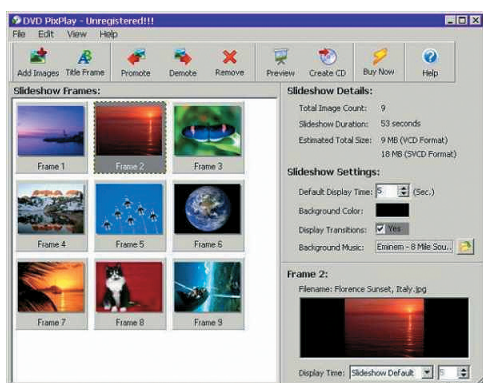 DVD PixPlay - Unregistered!!!
File Edit View Help
Add Images Title Frame Promote Demote Remove Preview Create CD Buy Now Help
Slideshow Frames:
Frame 1 Frame 2 Frame 3
Frame 4 Frame 5 Frame 6
Frame 7 Frame 8 Frame 9
Slideshow Details:
Total Image Count: 9
Slideshow Duration: 53 seconds
Estimated Total Size: 9 MB (VCD Format)
18 MB (SVCD Format)
Slideshow Settings:
Default Display Time: 5 (Sec.)
Background Color:
Display Transitions: Yes
Background Music: Eminem - 8 Mile Sou..
Frame 2:
Filename: Florence Sunset, Italy.jpg
Display Time: Slideshow Default 5